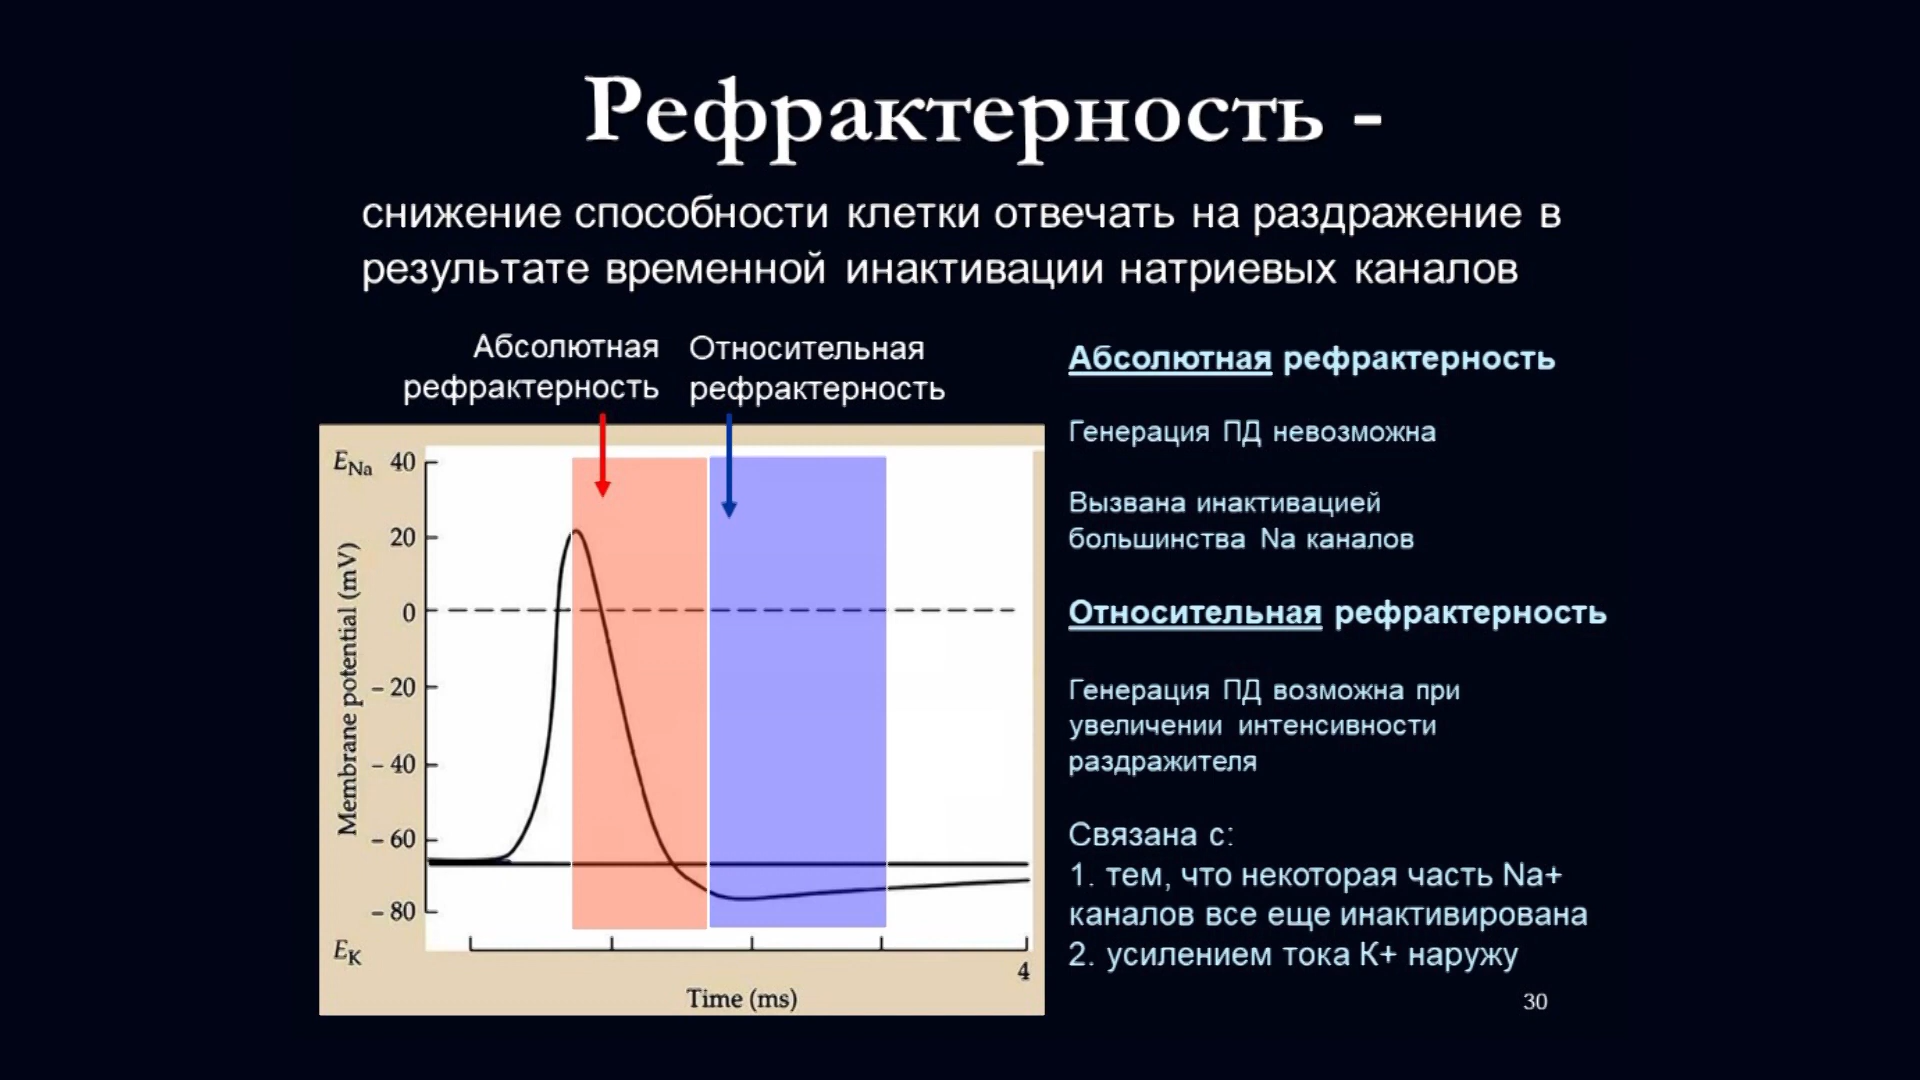 Рефрактерность -
снижение способности клетки отвечать на раздражение в
результате временной инактивации натриевых каналов
Абсолютная
рефрактерность
Относительная
рефрактерность
E_Na 40
20
0
– 20
– 40
– 60
– 80
E_K
Membrane potential (mV)
4
Time (ms)
Абсолютная рефрактерность
Генерация ПД невозможна
Вызвана инактивацией
большинства Na каналов
Относительная рефрактерность
Генерация ПД возможна при
увеличении интенсивности
раздражителя
Связана с:
1. тем, что некоторая часть Na+
каналов все еще инактивирована
2. усилением тока К+ наружу
30